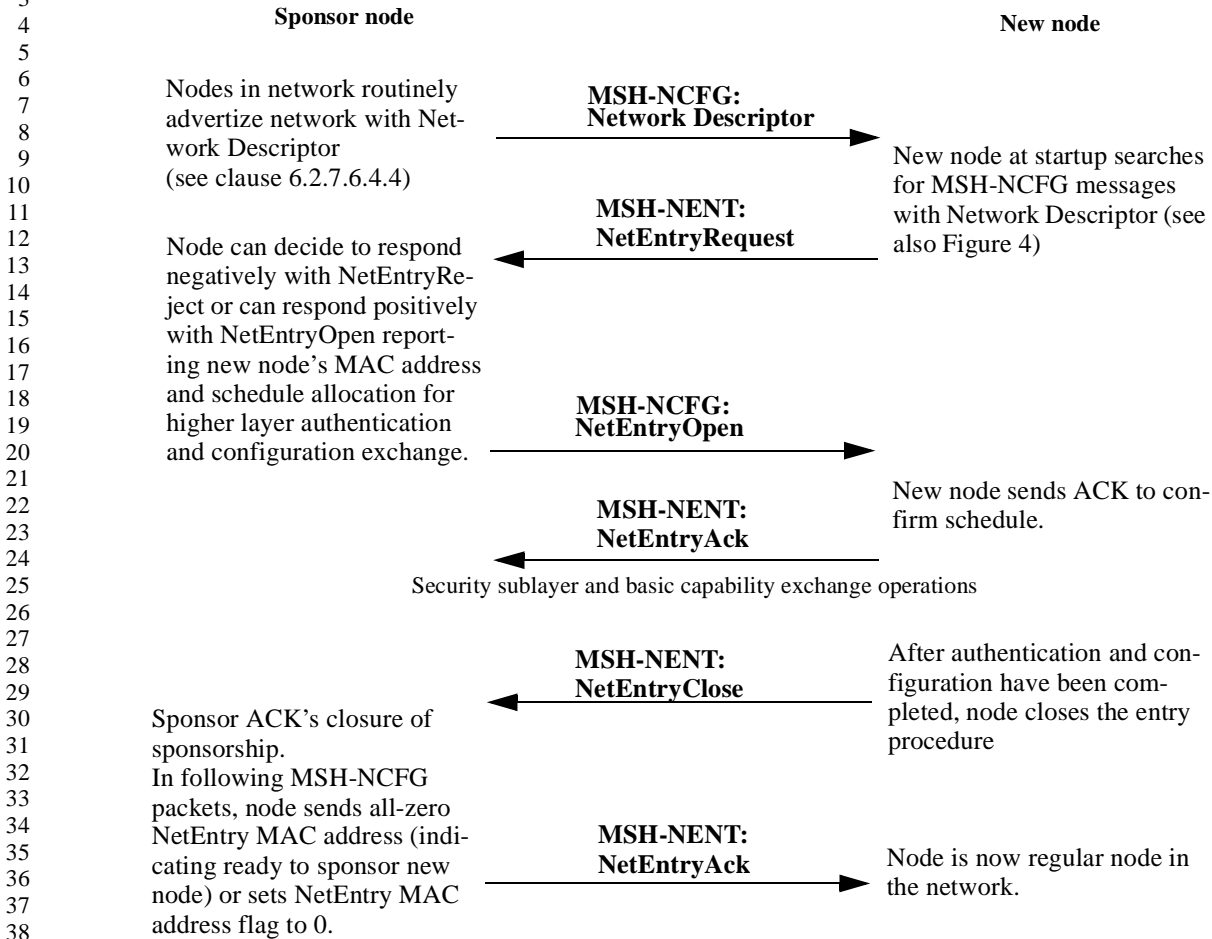 3
4
5
6
7
8
9
10
11
12
13
14
15
16
17
18
19
20
21
22
23
24
25
26
27
28
29
30
31
32
33
34
35
36
37
38
Sponsor node
New node
Nodes in network routinely
advertize network with Net-
work Descriptor
(see clause 6.2.7.6.4.4)
MSH-NCFG:
Network Descriptor
New node at startup searches
for MSH-NCFG messages
with Network Descriptor (see
also Figure 4)
MSH-NENT:
NetEntryRequest
Node can decide to respond
negatively with NetEntryRe-
ject or can respond positively
with NetEntryOpen report-
ing new node’s MAC address
and schedule allocation for
higher layer authentication
and configuration exchange.
MSH-NCFG:
NetEntryOpen
New node sends ACK to con-
firm schedule.
MSH-NENT:
NetEntryAck
Security sublayer and basic capability exchange operations
MSH-NENT:
NetEntryClose
After authentication and con-
figuration have been com-
pleted, node closes the entry
procedure
Sponsor ACK’s closure of
sponsorship.
In following MSH-NCFG
packets, node sends all-zero
NetEntry MAC address (indi-
cating ready to sponsor new
node) or sets NetEntry MAC
address flag to 0.
MSH-NENT:
NetEntryAck
Node is now regular node in
the network.